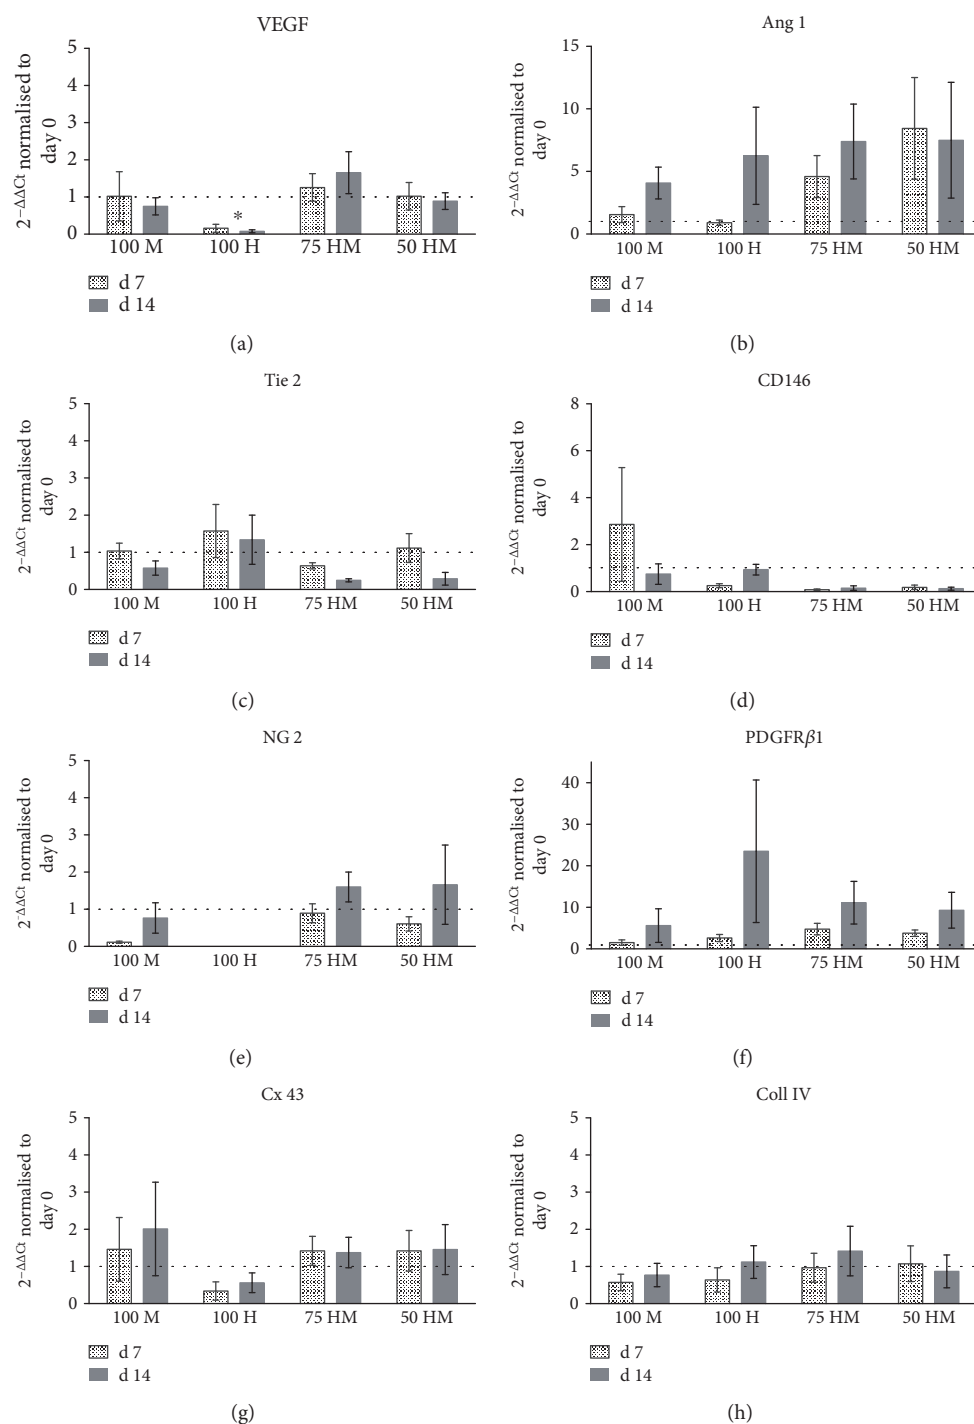 VEGF
2−ΔΔCt normalised to
day 0
5
4
3
2
1
0
*
100 M
100 H
75 HM
50 HM
d 7
d 14
(a)
Ang 1
2−ΔΔCt normalised to
day 0
15
10
5
0
100 M
100 H
75 HM
50 HM
d 7
d 14
(b)
Tie 2
2−ΔΔCt normalised to
day 0
5
4
3
2
1
0
100 M
100 H
75 HM
50 HM
d 7
d 14
(c)
CD146
2−ΔΔCt normalised to
day 0
8
6
4
2
0
100 M
100 H
75 HM
50 HM
d 7
d 14
(d)
NG 2
2−ΔΔCt normalised to
day 0
5
4
3
2
1
0
100 M
100 H
75 HM
50 HM
d 7
d 14
(e)
PDGFRβ1
2−ΔΔCt normalised to
day 0
40
30
20
10
0
100 M
100 H
75 HM
50 HM
d 7
d 14
(f)
Cx 43
2−ΔΔCt normalised to
day 0
5
4
3
2
1
0
100 M
100 H
75 HM
50 HM
d 7
d 14
(g)
Coll IV
2−ΔΔCt normalised to
day 0
5
4
3
2
1
0
100 M
100 H
75 HM
50 HM
d 7
d 14
(h)